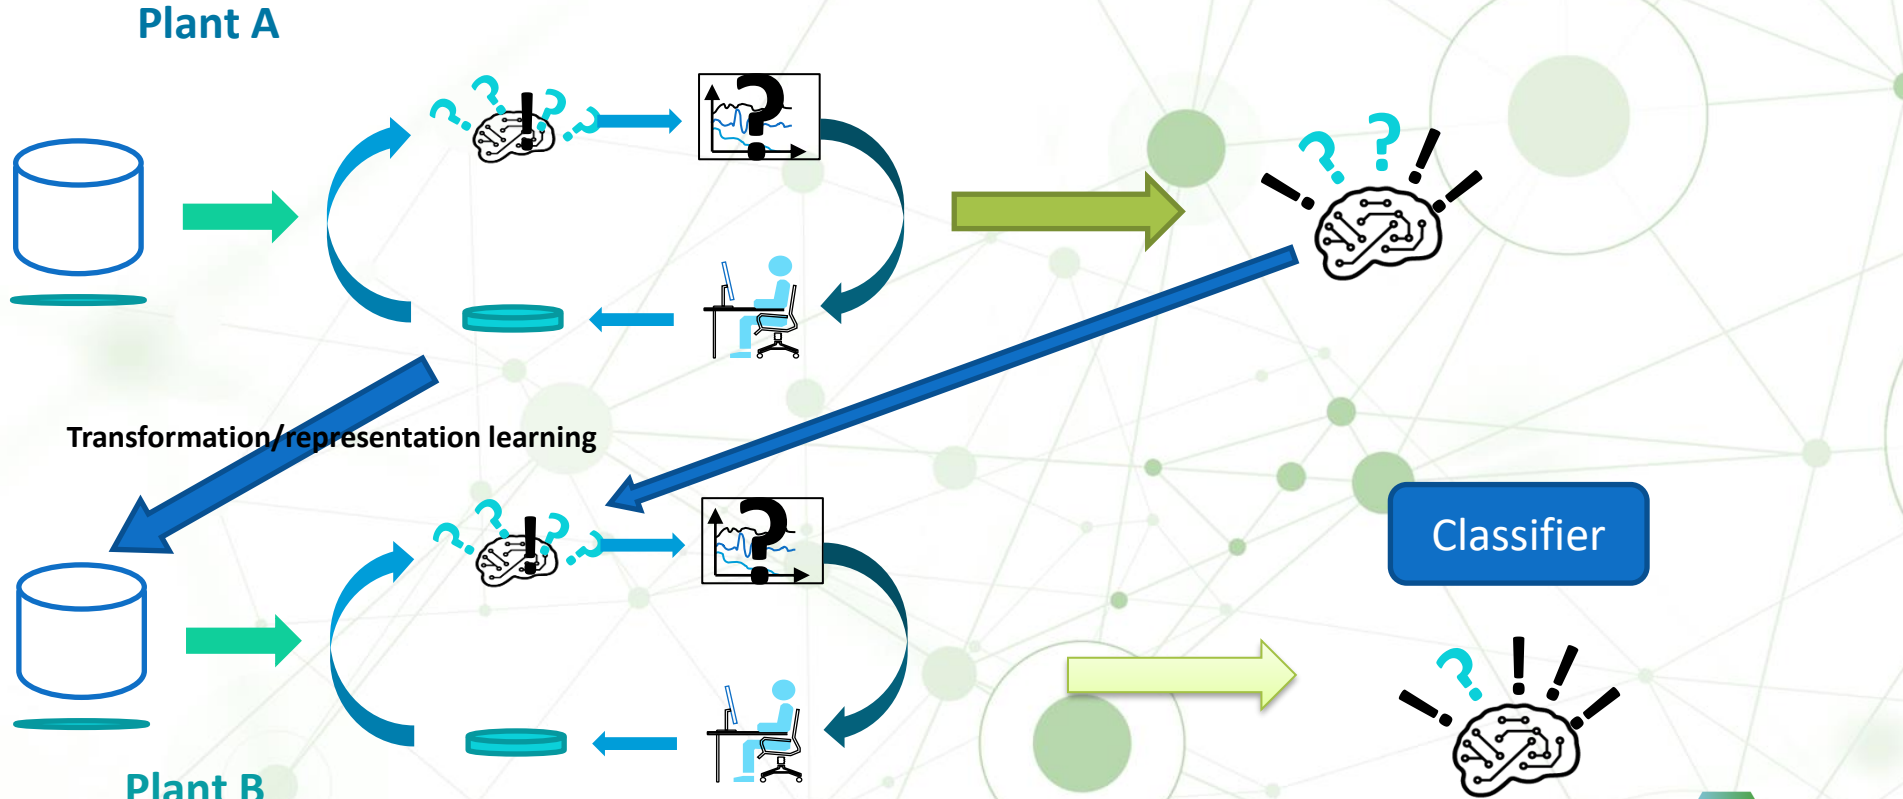 Plant A
Transformation/representation learning
Classifier
Plant B